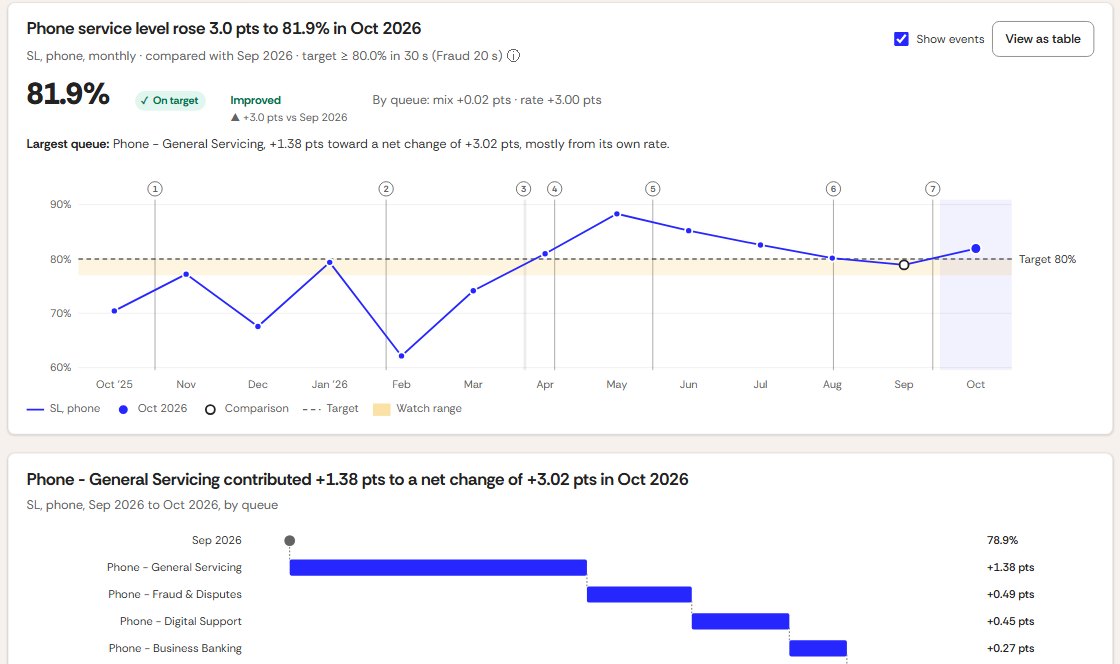 Phone service level rose 3.0 pts to 81.9% in Oct 2026
SL, phone, monthly · compared with Sep 2026 · target ≥ 80.0% in 30 s (Fraud 20 s) ⓘ
✓ Show events
View as table
81.9%
✓ On target
Improved
▲ +3.0 pts vs Sep 2026
By queue: mix +0.02 pts · rate +3.00 pts
Largest queue: Phone – General Servicing, +1.38 pts toward a net change of +3.02 pts, mostly from its own rate.
1 2 3 4 5 6 7
90%
80%
Target 80%
70%
60%
Oct '25 Nov Dec Jan '26 Feb Mar Apr May Jun Jul Aug Sep Oct
SL, phone Oct 2026 Comparison Target Watch range
Phone - General Servicing contributed +1.38 pts to a net change of +3.02 pts in Oct 2026
SL, phone, Sep 2026 to Oct 2026, by queue
Sep 2026 78.9%
Phone – General Servicing +1.38 pts
Phone – Fraud & Disputes +0.49 pts
Phone – Digital Support +0.45 pts
Phone – Business Banking +0.27 pts